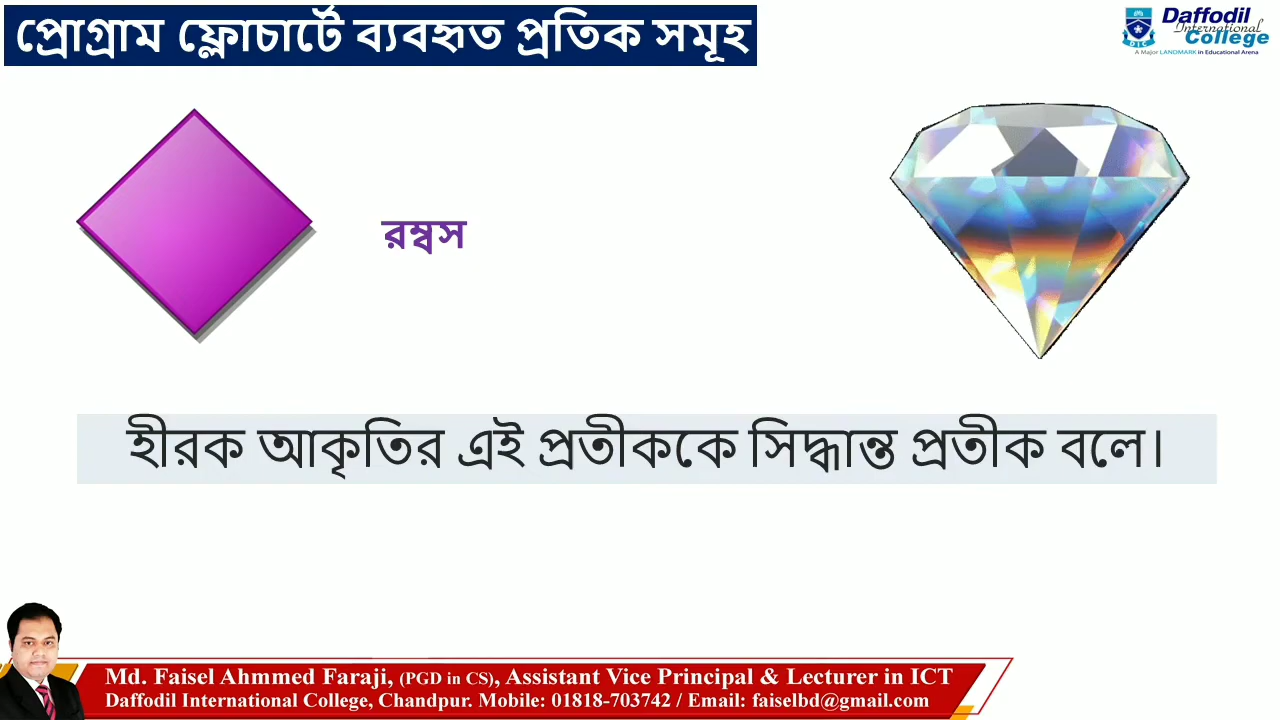 প্রোগ্রাম ফ্লোচার্টে ব্যবহৃত প্রতিক সমূহ
Daffodil
International
College
DIC
A Major LANDMARK in Educational Arena
রম্বস
হীরক আকৃতির এই প্রতীককে সিদ্ধান্ত প্রতীক বলে।
Md. Faisel Ahmmed Faraji, (PGD in CS), Assistant Vice Principal & Lecturer in ICT
Daffodil International College, Chandpur. Mobile: 01818-703742 / Email: faiselbd@gmail.com